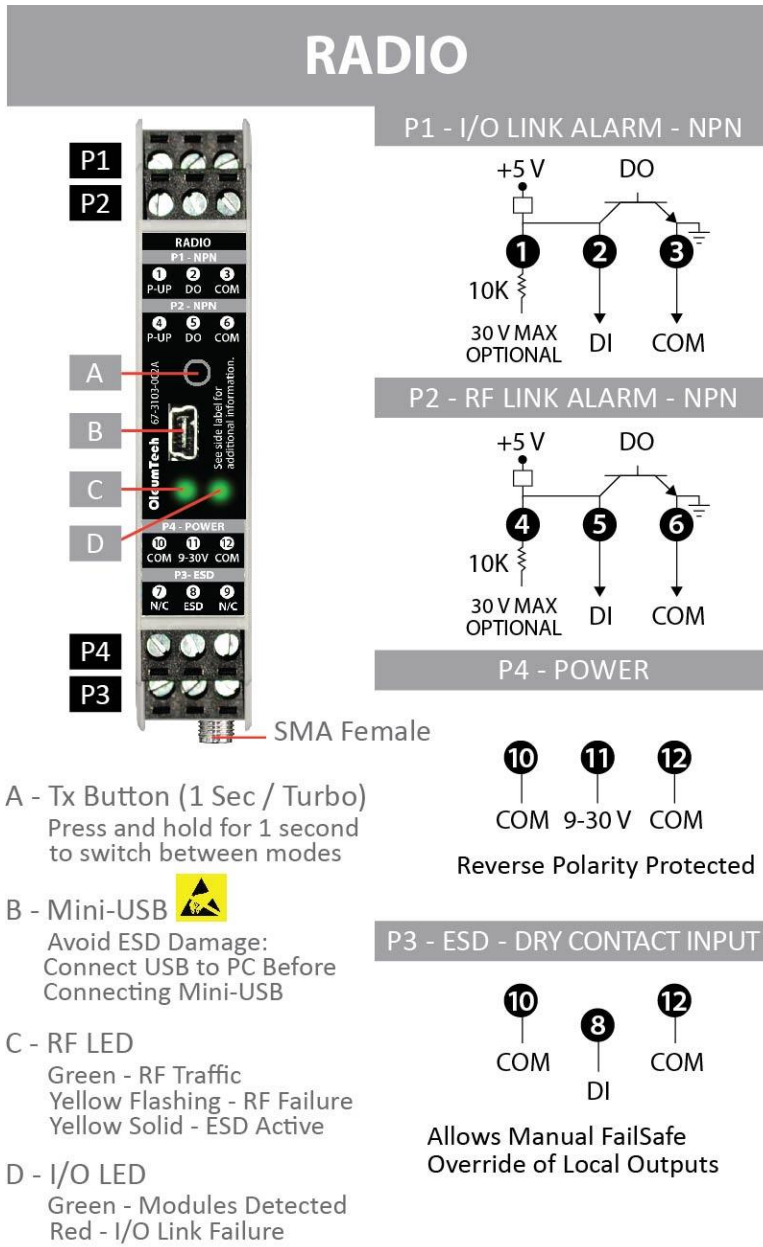 RADIO
P1
P2
RADIO
P1 - NPN
1 2 3
P-UP DO COM
P2 - NPN
4 5 6
P-UP DO COM
A
B
C
D
OleumTech 67-3103-002A
See side label for
additional information.
P4 - POWER
10 11 12
COM 9-30V COM
P3- ESD
7 8 9
N/C ESD N/C
P4
P3
SMA Female
A - Tx Button (1 Sec / Turbo)
Press and hold for 1 second
to switch between modes
B - Mini-USB
Avoid ESD Damage:
Connect USB to PC Before
Connecting Mini-USB
C - RF LED
Green - RF Traffic
Yellow Flashing - RF Failure
Yellow Solid - ESD Active
D - I/O LED
Green - Modules Detected
Red - I/O Link Failure
P1 - I/O LINK ALARM - NPN
+5 V DO
1 2 3
10K
30 V MAX
OPTIONAL
DI COM
P2 - RF LINK ALARM - NPN
+5 V DO
4 5 6
10K
30 V MAX
OPTIONAL
DI COM
P4 - POWER
10 11 12
COM 9-30 V COM
Reverse Polarity Protected
P3 - ESD - DRY CONTACT INPUT
10 8 12
COM DI COM
Allows Manual FailSafe
Override of Local Outputs